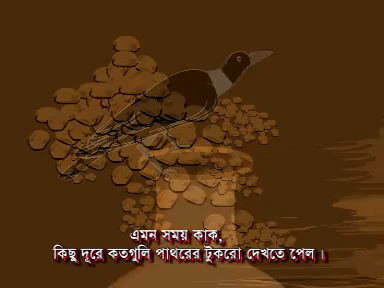 এমন সময় কাক,
কিছু দূরে কতগুলি পাথরের টুকরো দেখতে পেল ।